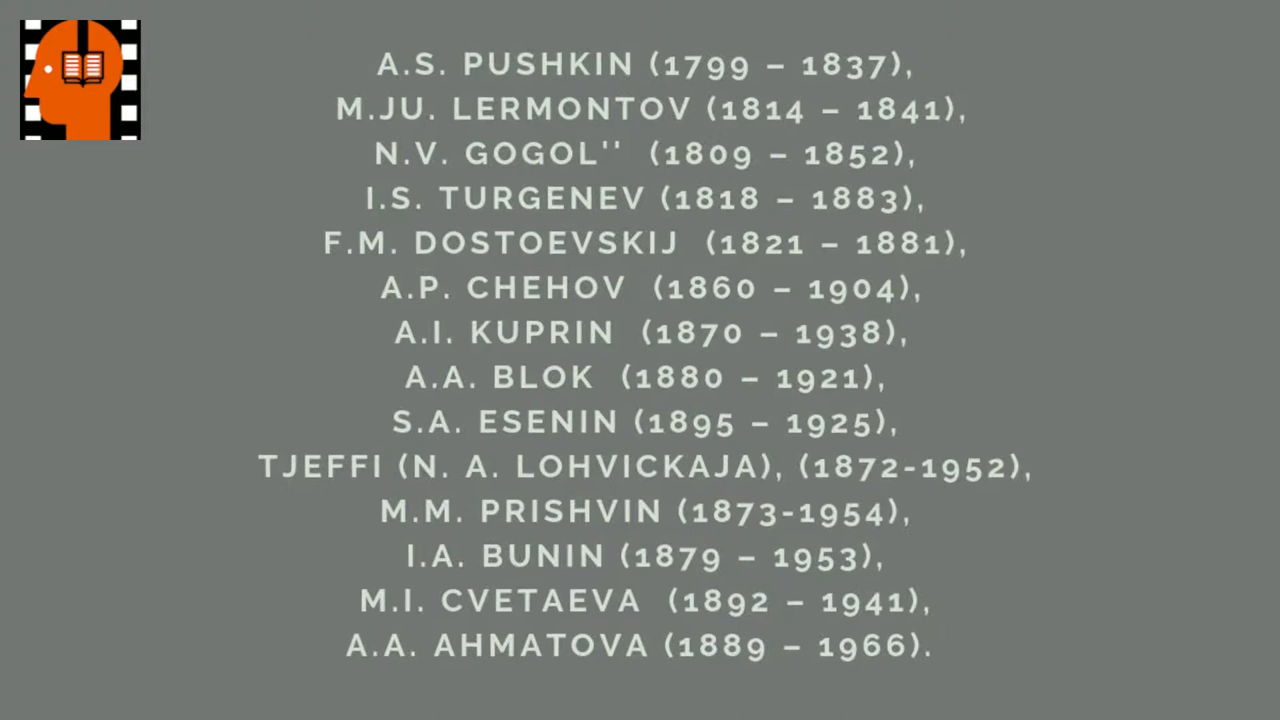 A.S. PUSHKIN (1799 – 1837),
M.JU. LERMONTOV (1814 – 1841),
N.V. GOGOL'' (1809 – 1852),
I.S. TURGENEV (1818 – 1883),
F.M. DOSTOEVSKIJ (1821 – 1881),
A.P. CHEHOV (1860 – 1904),
A.I. KUPRIN (1870 – 1938),
A.A. BLOK (1880 – 1921),
S.A. ESENIN (1895 – 1925),
TJEFFI (N. A. LOHVICKAJA), (1872-1952),
M.M. PRISHVIN (1873-1954),
I.A. BUNIN (1879 – 1953),
M.I. CVETAEVA (1892 – 1941),
A.A. AHMATOVA (1889 – 1966).